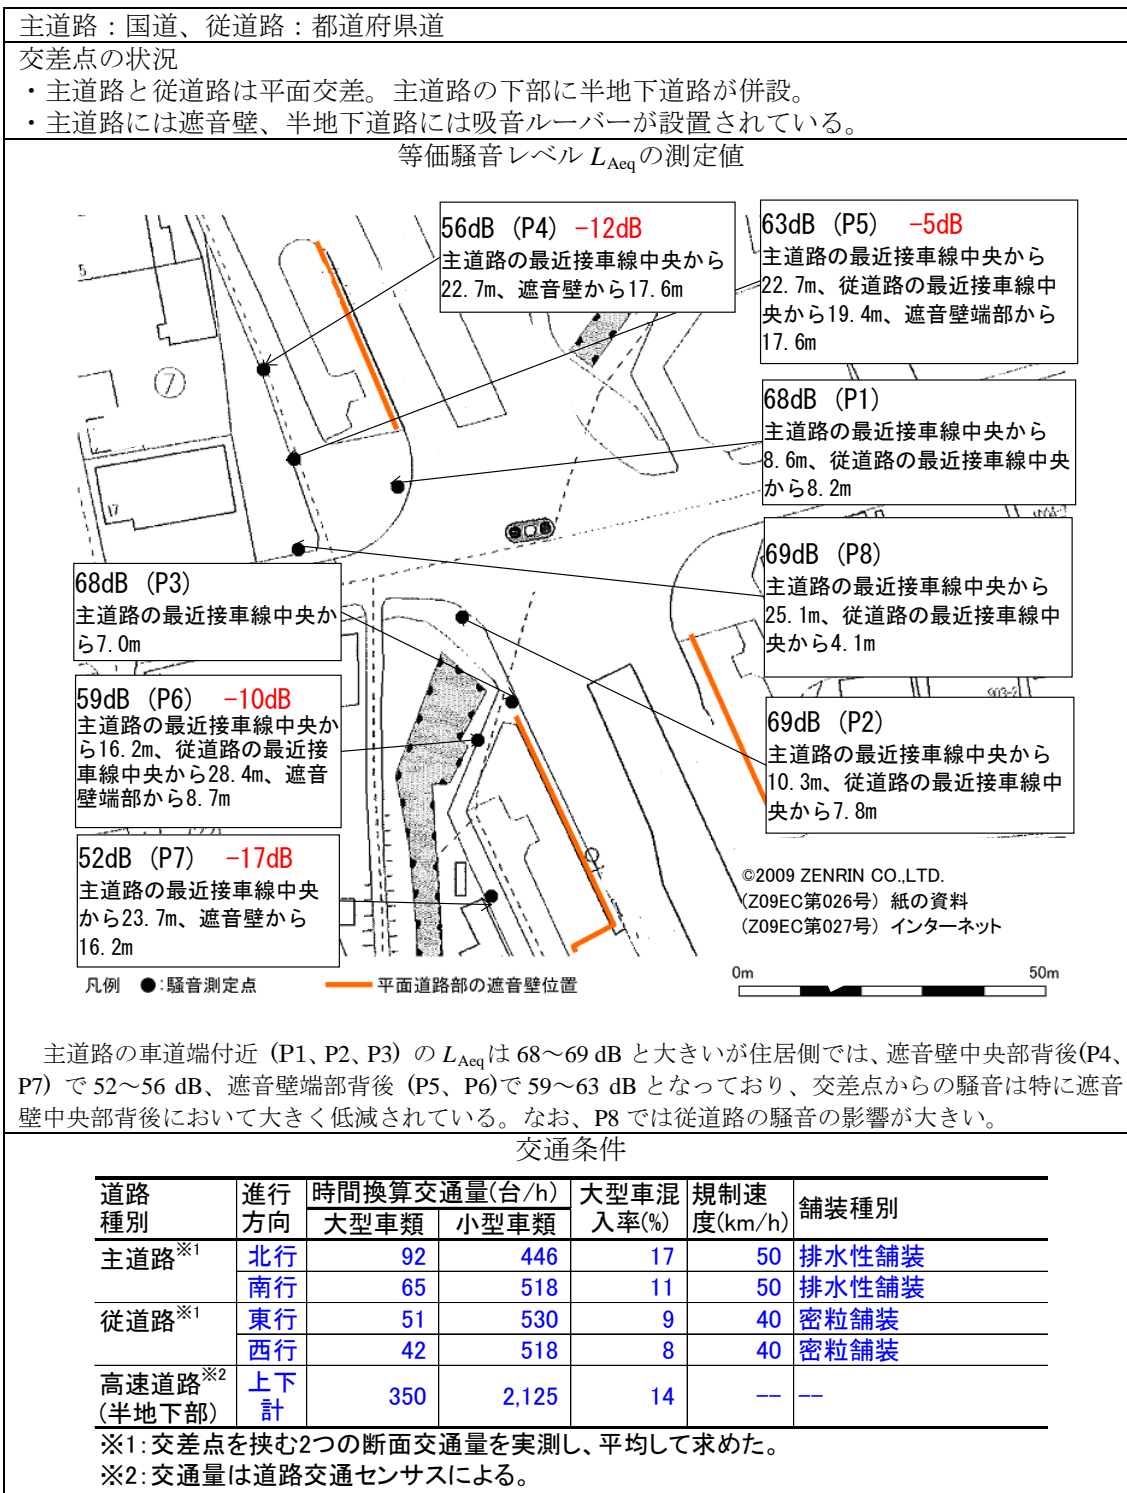 主道路：国道、従道路：都道府県道
交差点の状況
・主道路と従道路は平面交差。主道路の下部に半地下道路が併設。
・主道路には遮音壁、半地下道路には吸音ルーバーが設置されている。
等価騒音レベル LAeqの測定値
56dB (P4) -12dB
主道路の最近接車線中央から
22.7m、遮音壁から17.6m
63dB (P5) -5dB
主道路の最近接車線中央から
22.7m、従道路の最近接車線中
央から19.4m、遮音壁端部から
17.6m
68dB (P1)
主道路の最近接車線中央から
8.6m、従道路の最近接車線中央
から8.2m
69dB (P8)
主道路の最近接車線中央から
25.1m、従道路の最近接車線中
央から4.1m
68dB (P3)
主道路の最近接車線中央か
ら7.0m
59dB (P6) -10dB
主道路の最近接車線中央か
ら16.2m、従道路の最近接
車線中央から28.4m、遮音
壁端部から8.7m
69dB (P2)
主道路の最近接車線中央から
10.3m、従道路の最近接車線中
央から7.8m
52dB (P7) -17dB
主道路の最近接車線中央
から23.7m、遮音壁から
16.2m
5
7
17
903-2
©2009 ZENRIN CO.,LTD.
(Z09EC第026号) 紙の資料
(Z09EC第027号) インターネット
凡例 ●:騒音測定点 平面道路部の遮音壁位置
0m 50m
主道路の車道端付近 (P1、P2、P3) の LAeqは 68～69 dB と大きいが住居側では、遮音壁中央部背後(P4、
P7) で 52～56 dB、遮音壁端部背後 (P5、P6)で 59～63 dB となっており、交差点からの騒音は特に遮音
壁中央部背後において大きく低減されている。なお、P8 では従道路の騒音の影響が大きい。
交通条件
道路種別 進行方向 時間換算交通量(台/h) 大型車混入率(%) 規制速度(km/h) 舗装種別
大型車類 小型車類
主道路※1 北行 92 446 17 50 排水性舗装
南行 65 518 11 50 排水性舗装
従道路※1 東行 51 530 9 40 密粒舗装
西行 42 518 8 40 密粒舗装
高速道路※2 (半地下部) 上下計 350 2,125 14 -- --
※1:交差点を挟む2つの断面交通量を実測し、平均して求めた。
※2:交通量は道路交通センサスによる。